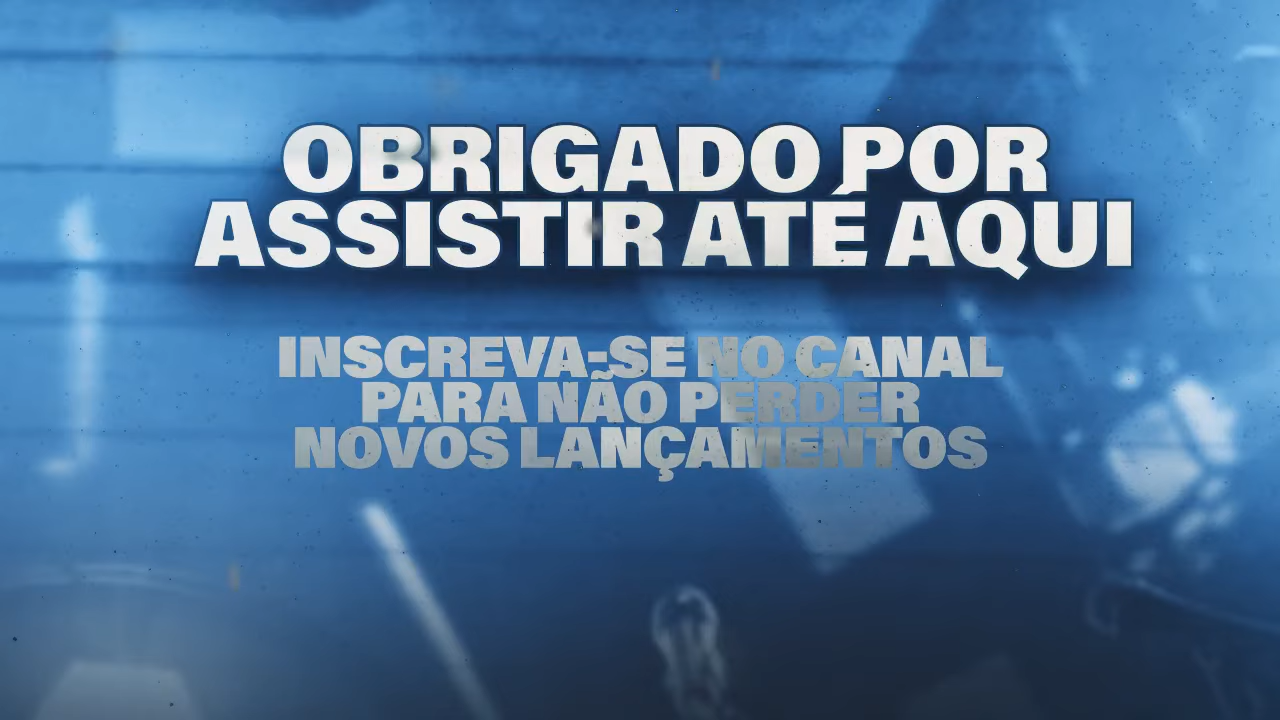 OBRIGADO POR
ASSISTIR ATÉ AQUI
INSCREVA-SE NO CANAL
PARA NÃO PERDER
NOVOS LANÇAMENTOS